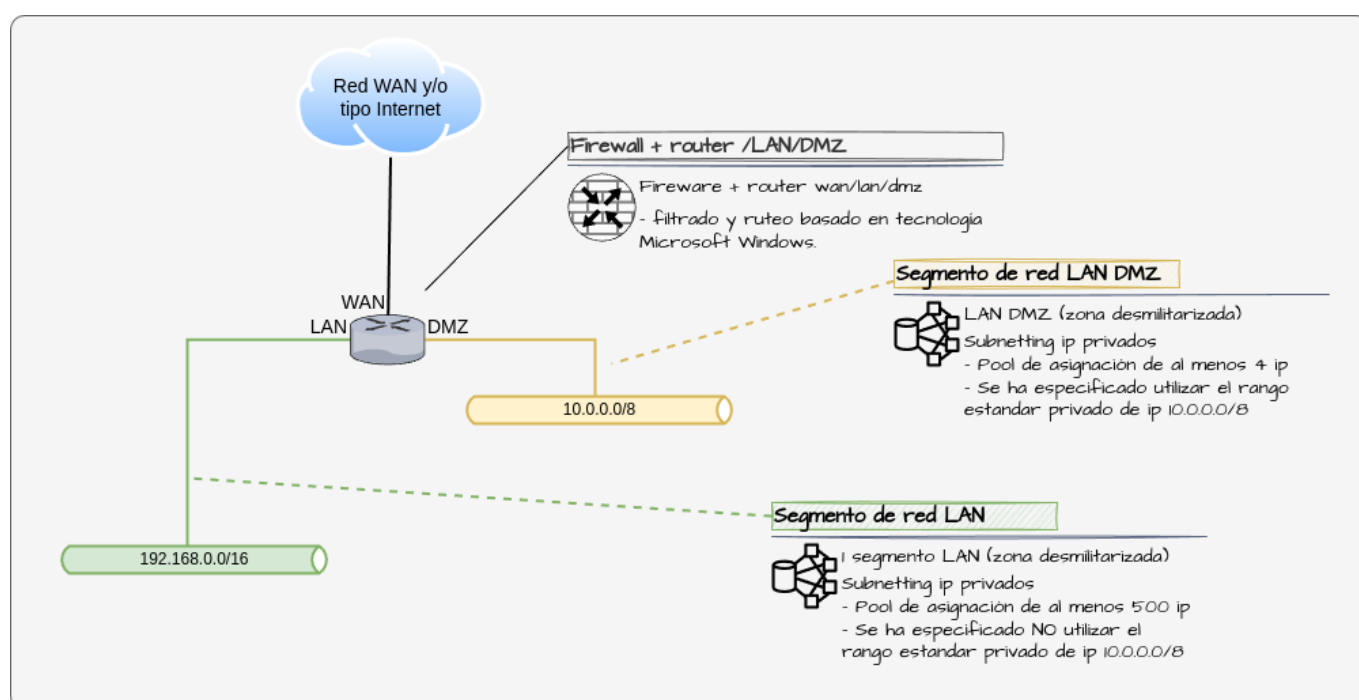 Red WAN y/o
tipo Internet
Firewall + router /LAN/DMZ
Fireware + router wan/lan/dmz
- filtrado y ruteo basado en tecnología
Microsoft Windows.
Segmento de red LAN DMZ
WAN
LAN
DMZ
LAN DMZ (zona desmilitarizada)
Subnetting ip privados
- Pool de asignación de al menos 4 ip
- Se ha especificado utilizar el rango
estandar privado de ip 10.0.0.0/8
10.0.0.0/8
Segmento de red LAN
192.168.0.0/16
1 segmento LAN (zona desmilitarizada)
Subnetting ip privados
- Pool de asignación de al menos 500 ip
- Se ha especificado NO utilizar el
rango estandar privado de ip 10.0.0.0/8